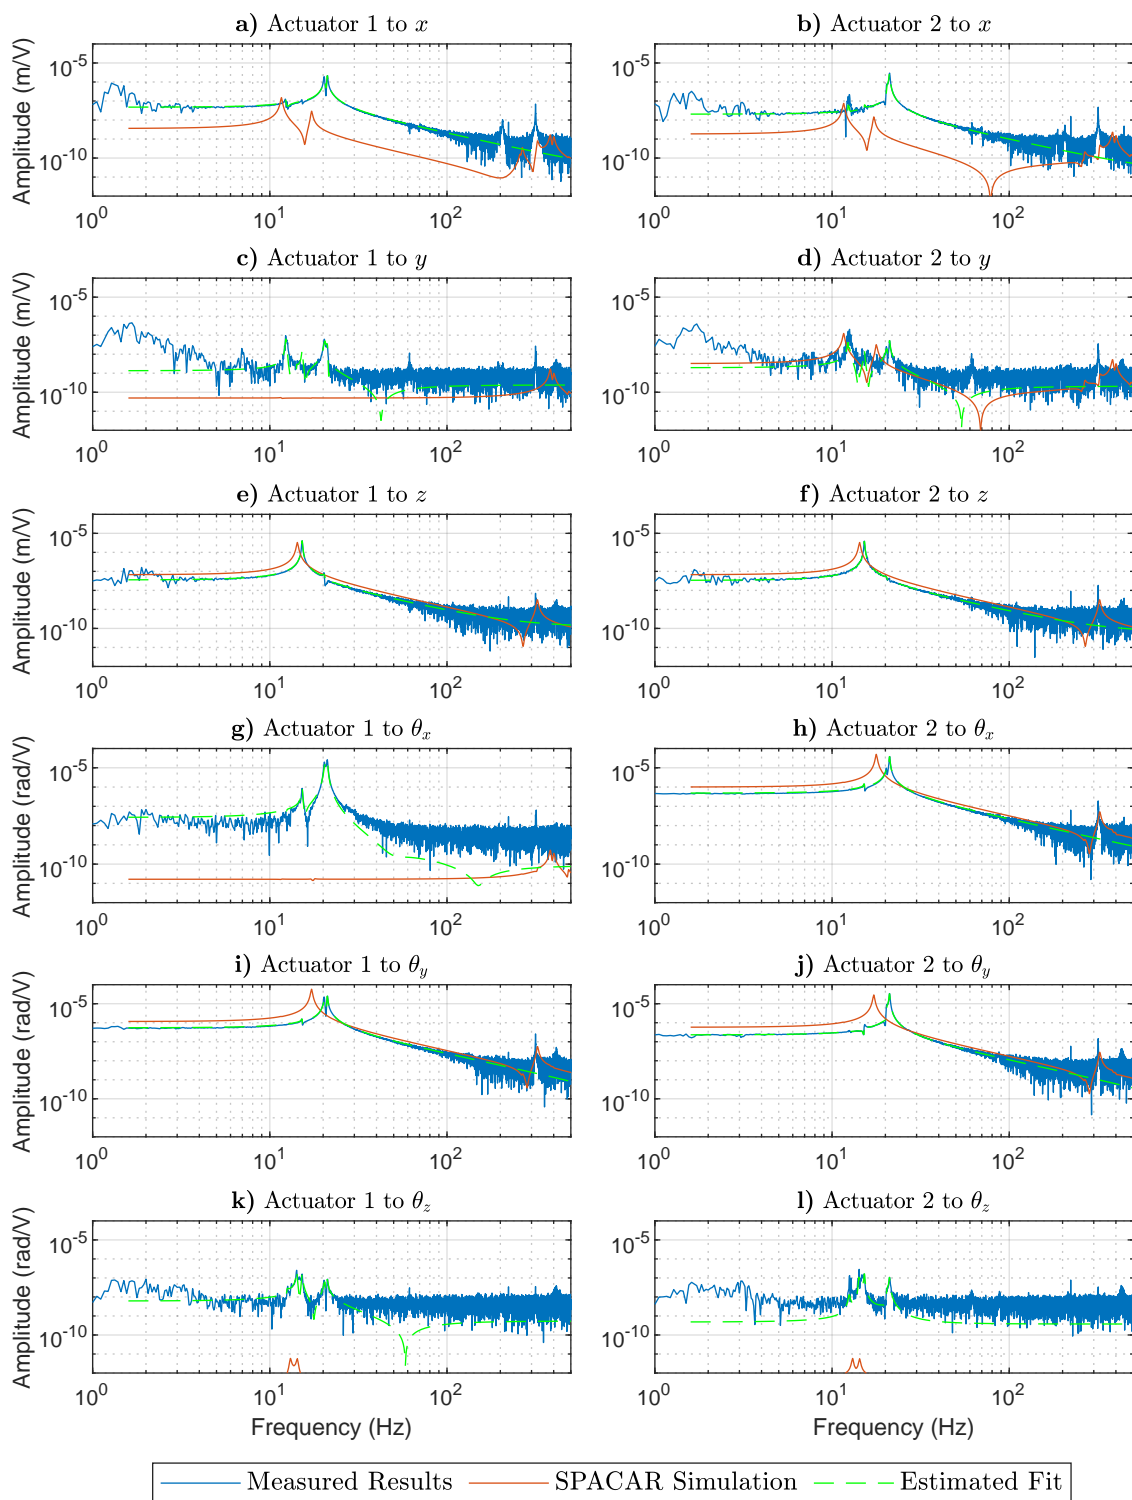 a) Actuator 1 to x
b) Actuator 2 to x
Amplitude (m/V)
10^-5
10^-10
10^0 10^1 10^2
10^-5
10^-10
10^0 10^1 10^2
c) Actuator 1 to y
d) Actuator 2 to y
Amplitude (m/V)
10^-5
10^-10
10^0 10^1 10^2
10^-5
10^-10
10^0 10^1 10^2
e) Actuator 1 to z
f) Actuator 2 to z
Amplitude (m/V)
10^-5
10^-10
10^0 10^1 10^2
10^-5
10^-10
10^0 10^1 10^2
g) Actuator 1 to θ_x
h) Actuator 2 to θ_x
Amplitude (rad/V)
10^-5
10^-10
10^0 10^1 10^2
10^-5
10^-10
10^0 10^1 10^2
i) Actuator 1 to θ_y
j) Actuator 2 to θ_y
Amplitude (rad/V)
10^-5
10^-10
10^0 10^1 10^2
10^-5
10^-10
10^0 10^1 10^2
k) Actuator 1 to θ_z
l) Actuator 2 to θ_z
Amplitude (rad/V)
10^-5
10^-10
10^0 10^1 10^2
10^-5
10^-10
10^0 10^1 10^2
Frequency (Hz)
Frequency (Hz)
Measured Results SPACAR Simulation Estimated Fit